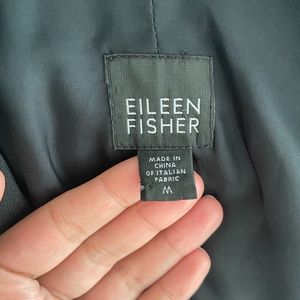 EILEEN
FISHER
MADE IN
CHINA
OF ITALIAN
FABRIC
M